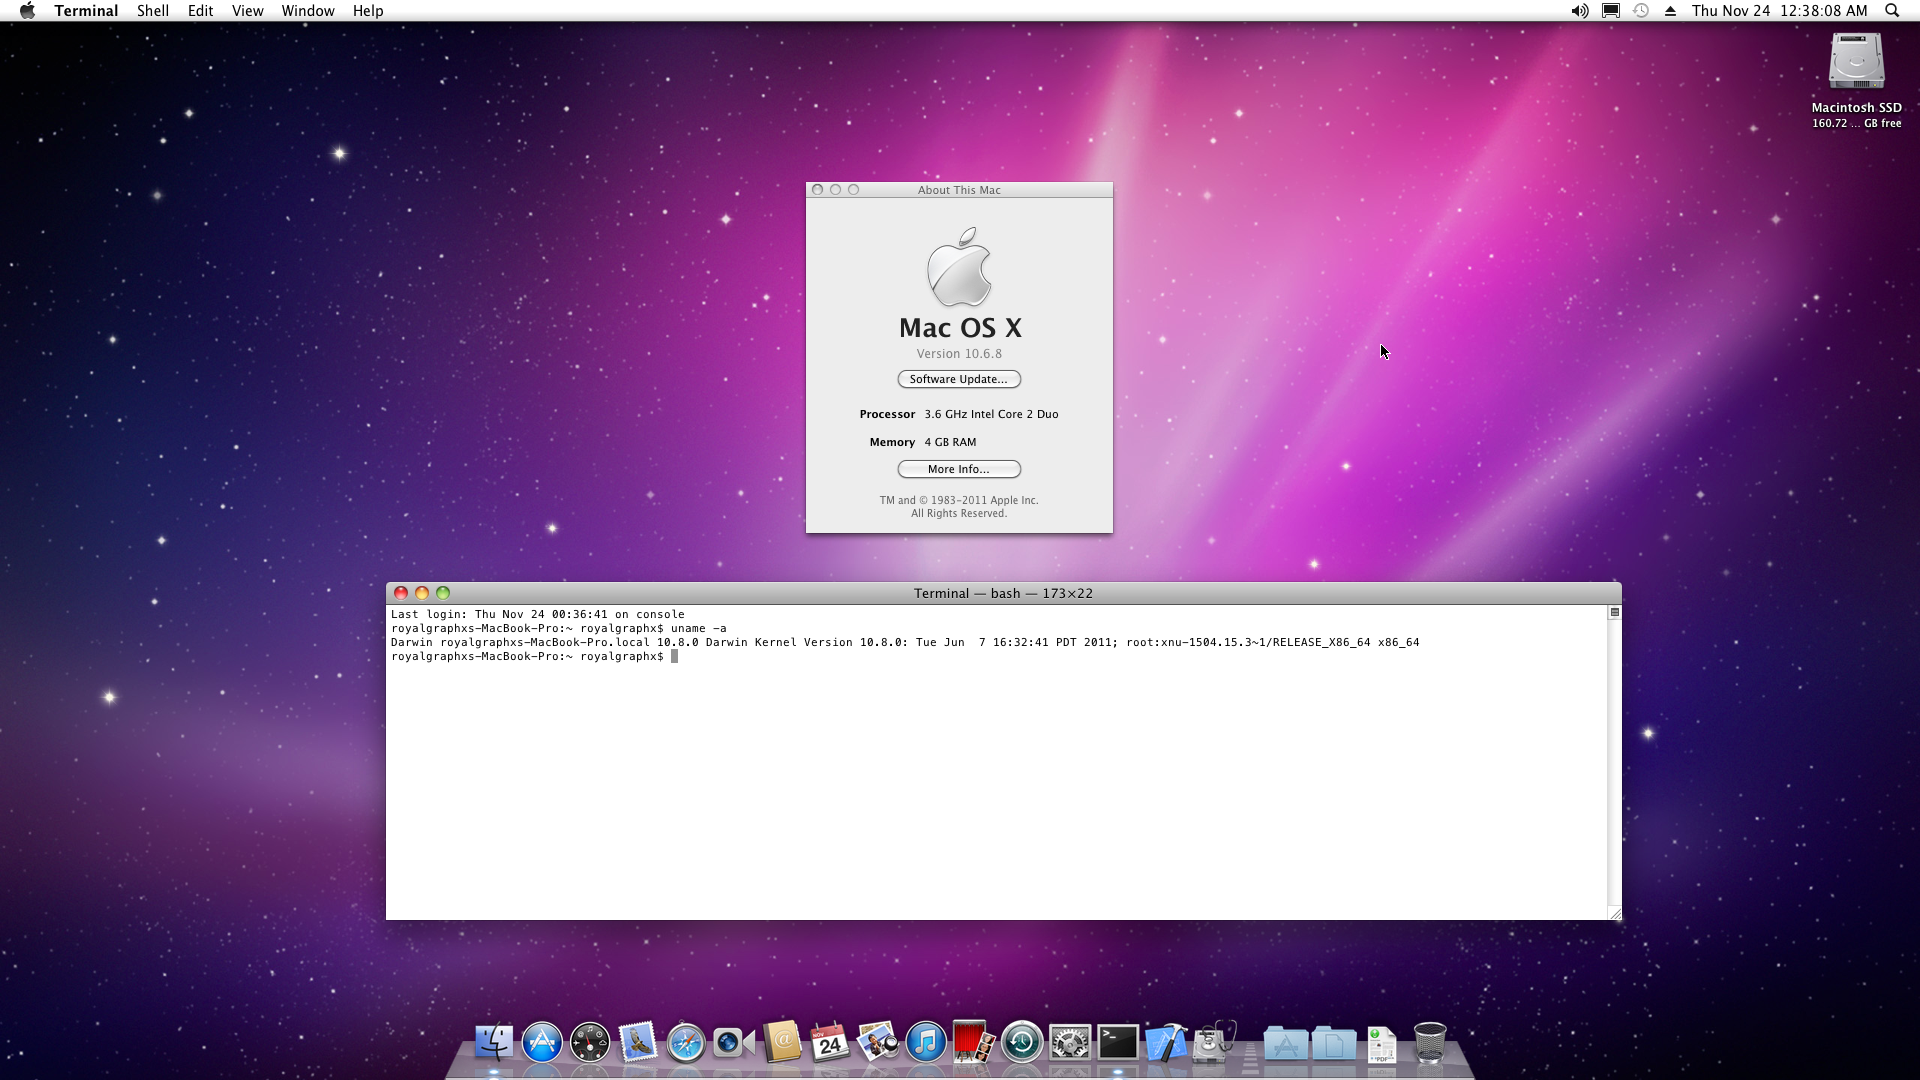 Terminal Shell Edit View Window Help
Thu Nov 24 12:38:08 AM
Macintosh SSD
160.72 ... GB free
About This Mac
Mac OS X
Version 10.6.8
Software Update...
Processor 3.6 GHz Intel Core 2 Duo
Memory 4 GB RAM
More Info...
TM and © 1983-2011 Apple Inc.
All Rights Reserved.
Terminal — bash — 173×22
Last login: Thu Nov 24 00:36:41 on console
royalgraphxs-MacBook-Pro:~ royalgraphx$ uname -a
Darwin royalgraphxs-MacBook-Pro.local 10.8.0 Darwin Kernel Version 10.8.0: Tue Jun  7 16:32:41 PDT 2011; root:xnu-1504.15.3~1/RELEASE_X86_64 x86_64
royalgraphxs-MacBook-Pro:~ royalgraphx$
NOV
24
PDF